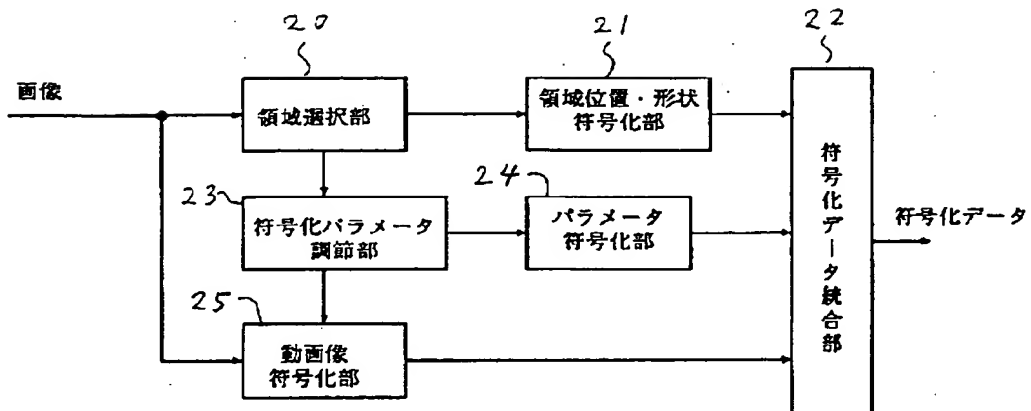 20
21
22
画像
領域選択部
領域位置・形状
符号化部
23
24
符号化パラメータ
調節部
パラメータ
符号化部
符号化データ統合部
符号化データ
25
動画像
符号化部